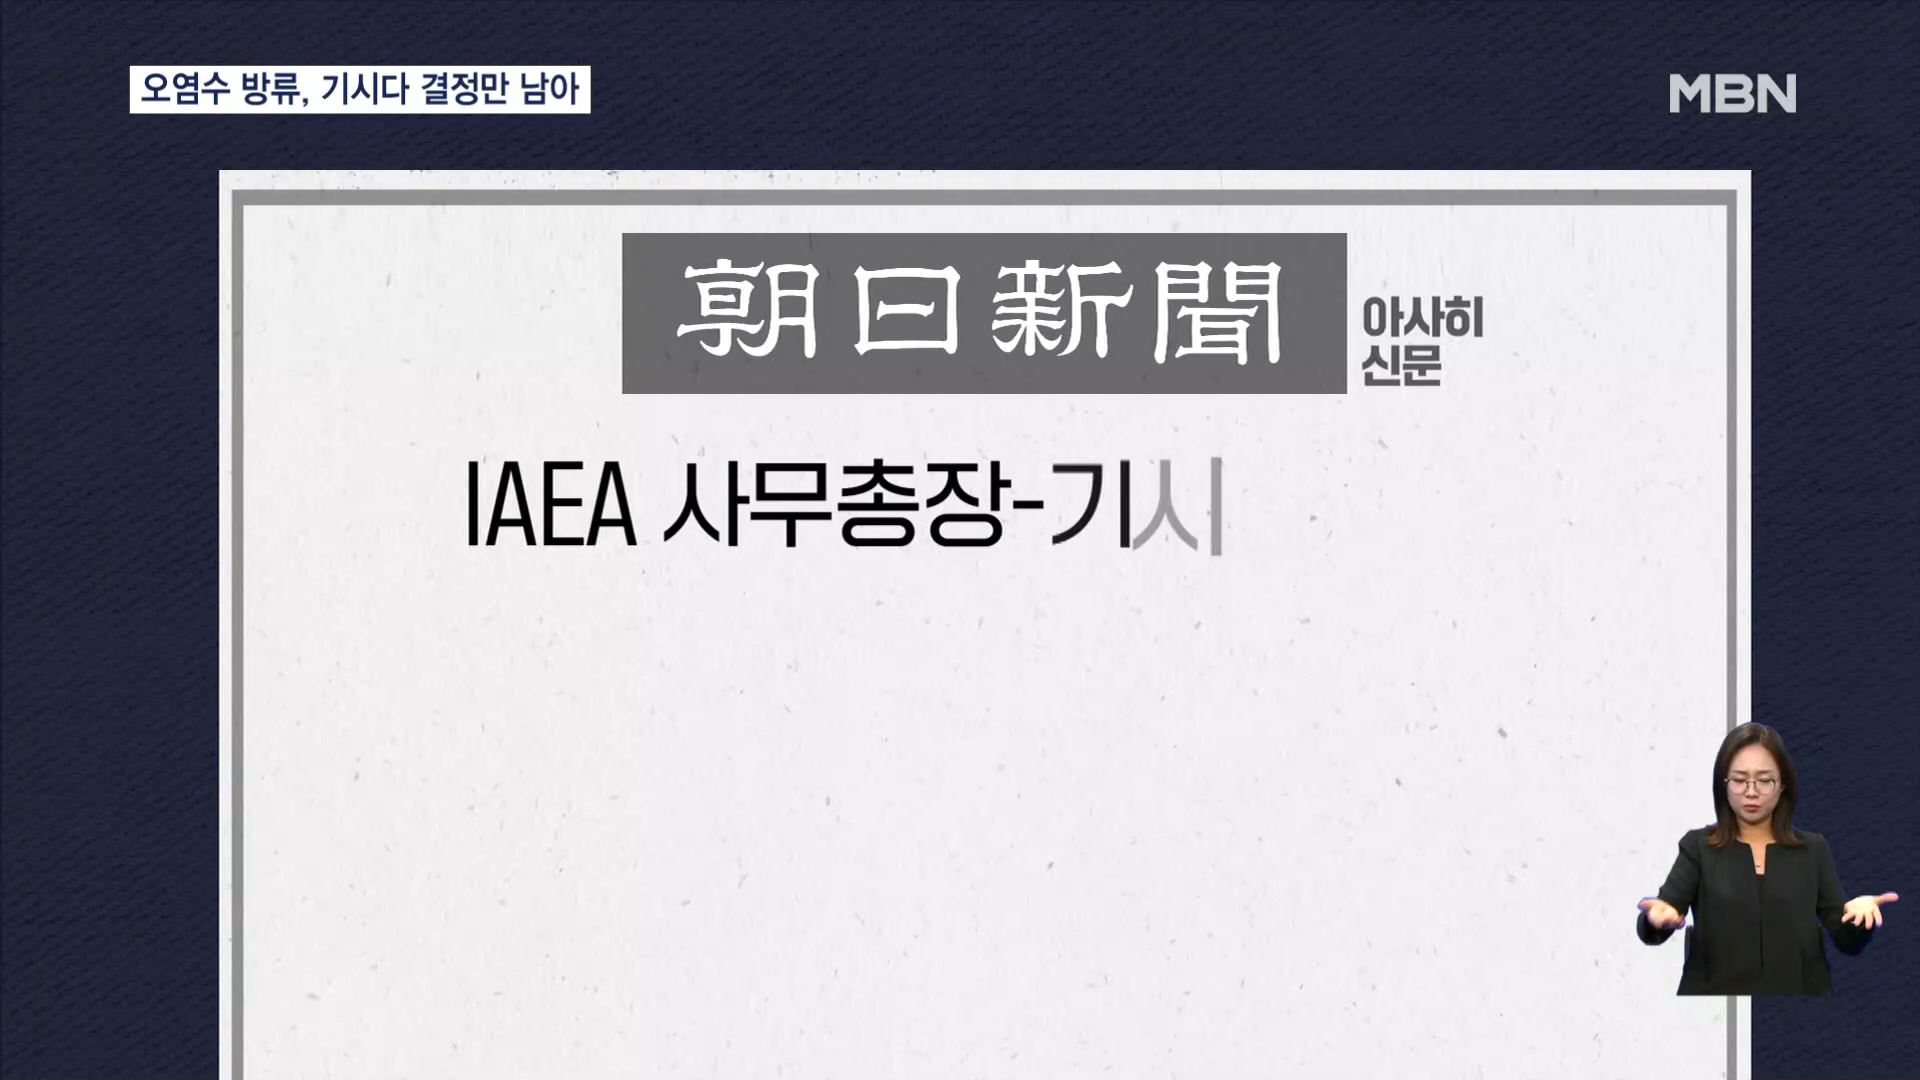 오염수 방류, 기시다 결정만 남아
MBN
朝日新聞
아사히
신문
IAEA 사무총장-기시